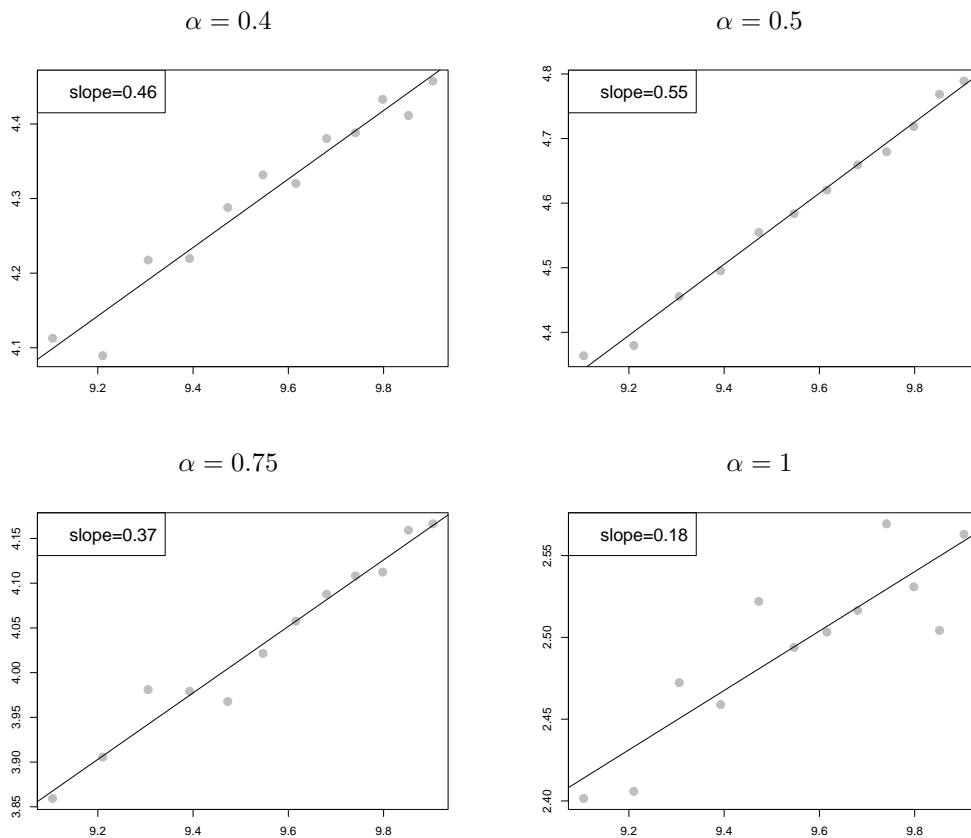 α = 0.4
slope=0.46
4.4
4.3
4.2
4.1
9.2 9.4 9.6 9.8
α = 0.5
slope=0.55
4.8
4.7
4.6
4.5
4.4
9.2 9.4 9.6 9.8
α = 0.75
slope=0.37
4.15
4.10
4.05
4.00
3.95
3.90
3.85
9.2 9.4 9.6 9.8
α = 1
slope=0.18
2.55
2.50
2.45
2.40
9.2 9.4 9.6 9.8